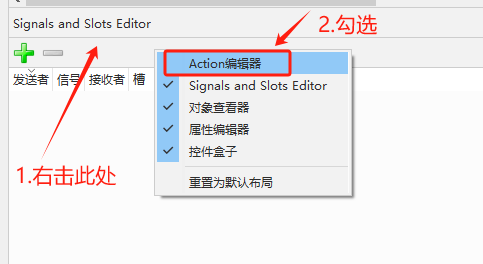 Signals and Slots Editor
2.勾选
发送者 信号 接收者 槽
Action编辑器
Signals and Slots Editor
对象查看器
属性编辑器
控件盒子
重置为默认布局
1.右击此处